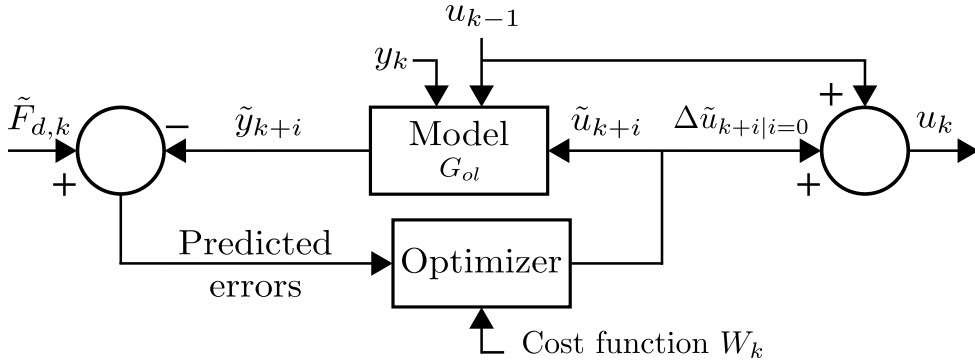 u_{k−1}
y_k
F̃_{d,k}
−
ỹ_{k+i}
Model
G_{ol}
ũ_{k+i}
Δũ_{k+i|i=0}
+
u_k
+
+
Predicted
errors
Optimizer
Cost function W_k